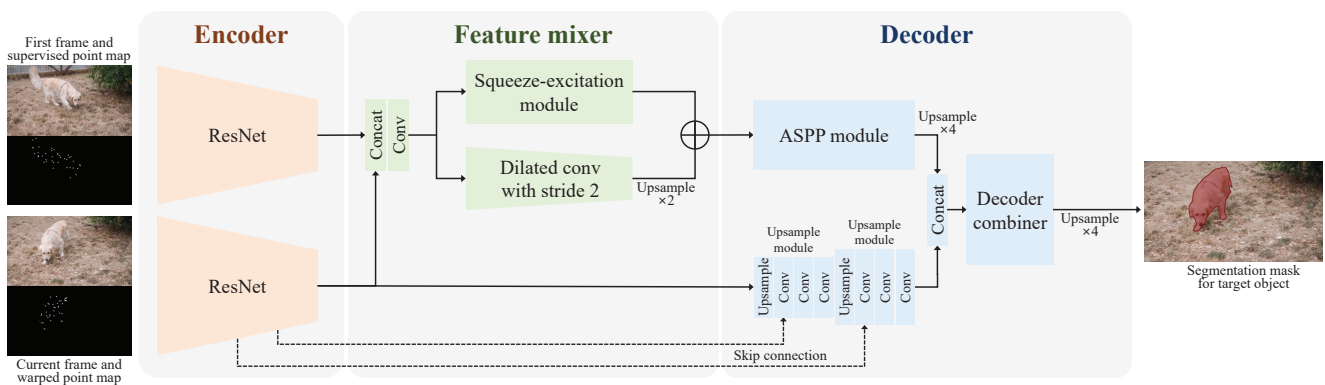 Encoder
Feature mixer
Decoder
First frame and
supervised point map
ResNet
Concat
Conv
Squeeze-excitation
module
Dilated conv
with stride 2
Upsample
×2
ASPP module
Upsample
×4
Concat
Decoder
combiner
Upsample
×4
Segmentation mask
for target object
ResNet
Upsample
module
Upsample
Conv
Conv
Conv
Upsample
module
Upsample
Conv
Conv
Conv
Skip connection
Current frame and
warped point map